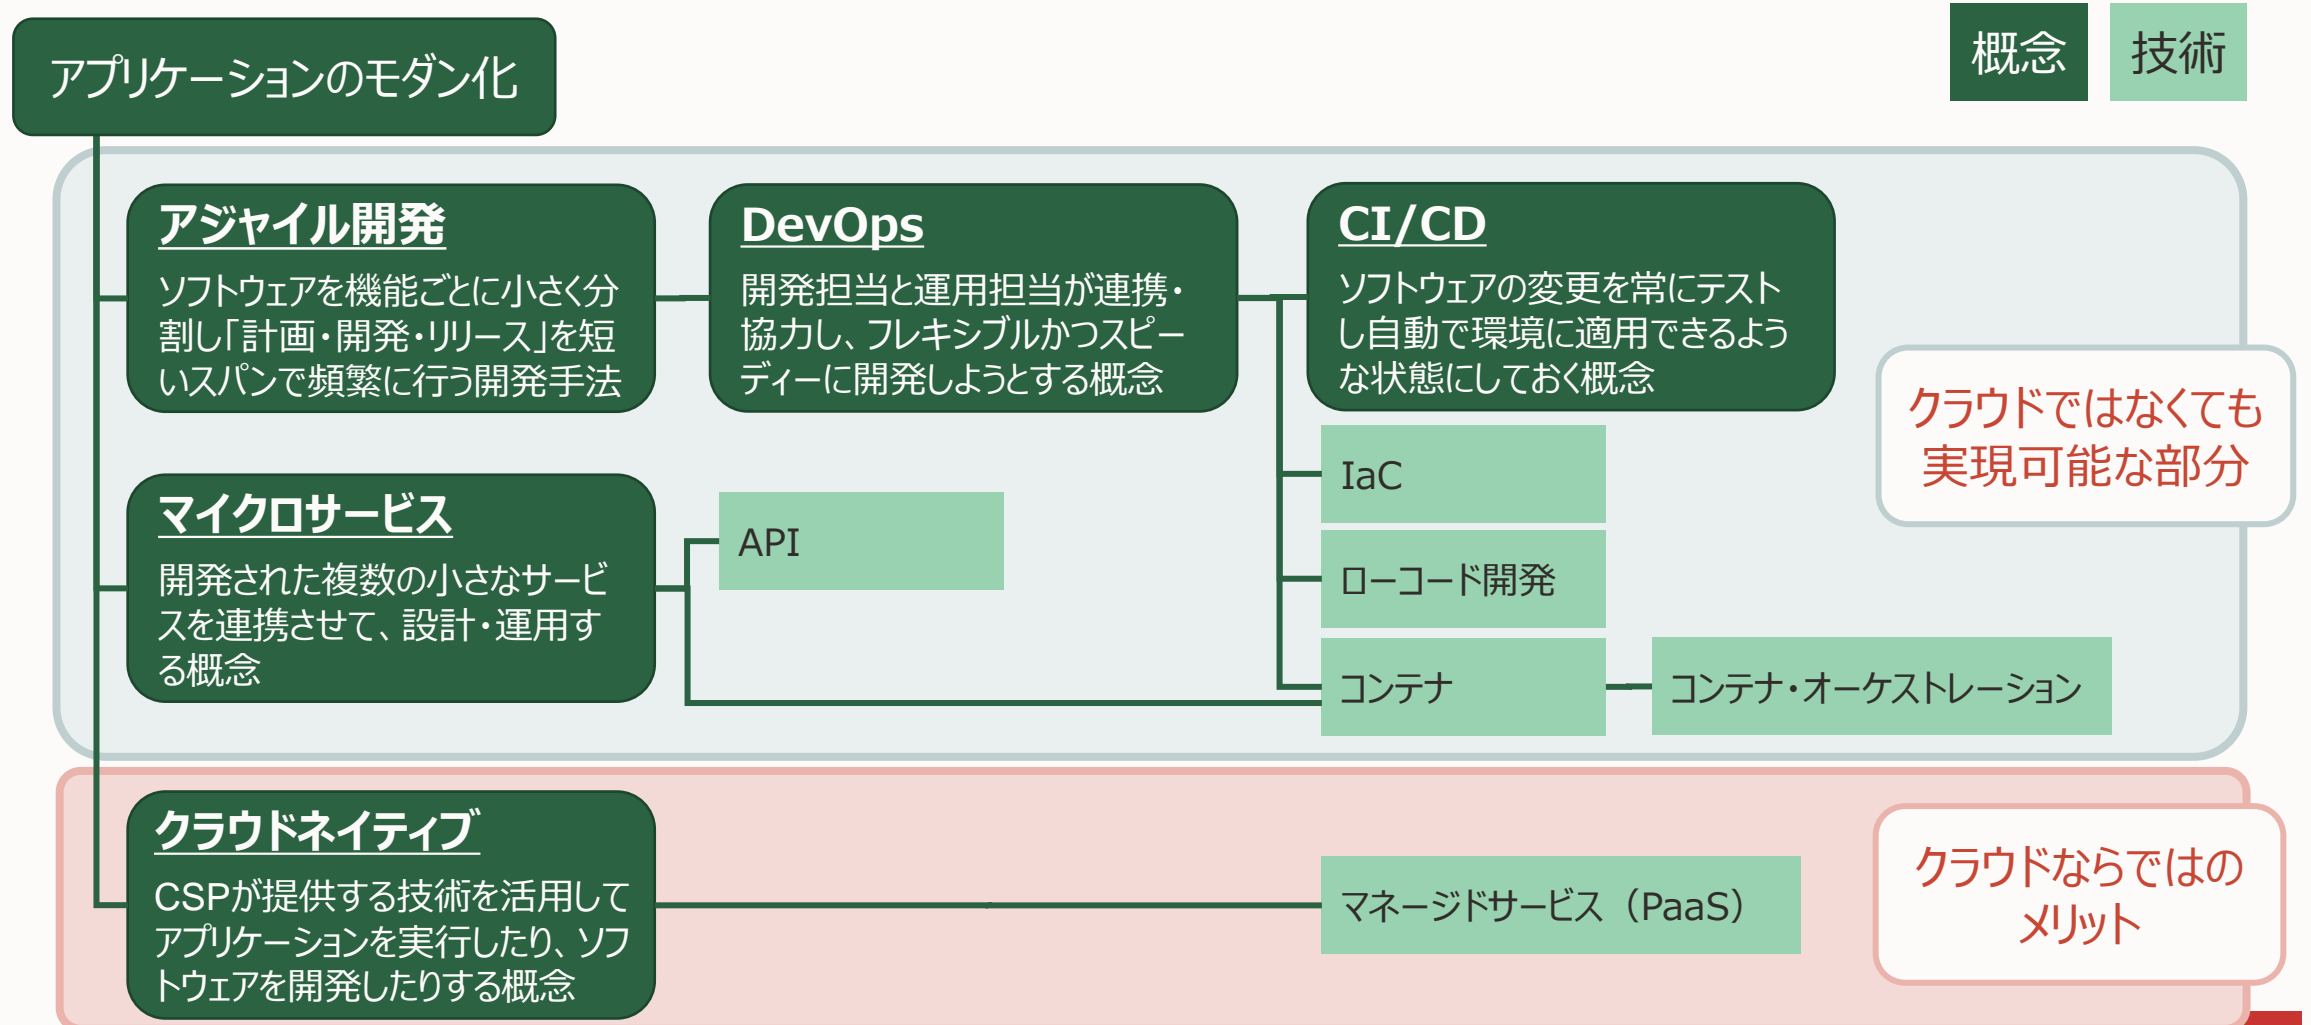 アプリケーションのモダン化
概念
技術
アジャイル開発
ソフトウェアを機能ごとに小さく分
割し「計画・開発・リリース」を短
いスパンで頻繁に行う開発手法
DevOps
開発担当と運用担当が連携・
協力し、フレキシブルかつスピー
ディーに開発しようとする概念
CI/CD
ソフトウェアの変更を常にテスト
し自動で環境に適用できるよう
な状態にしておく概念
クラウドではなくても
実現可能な部分
IaC
マイクロサービス
開発された複数の小さなサービ
スを連携させて、設計・運用す
る概念
API
ローコード開発
コンテナ
コンテナ・オーケストレーション
クラウドネイティブ
CSPが提供する技術を活用して
アプリケーションを実行したり、ソフ
トウェアを開発したりする概念
マネージドサービス（PaaS）
クラウドならではの
メリット